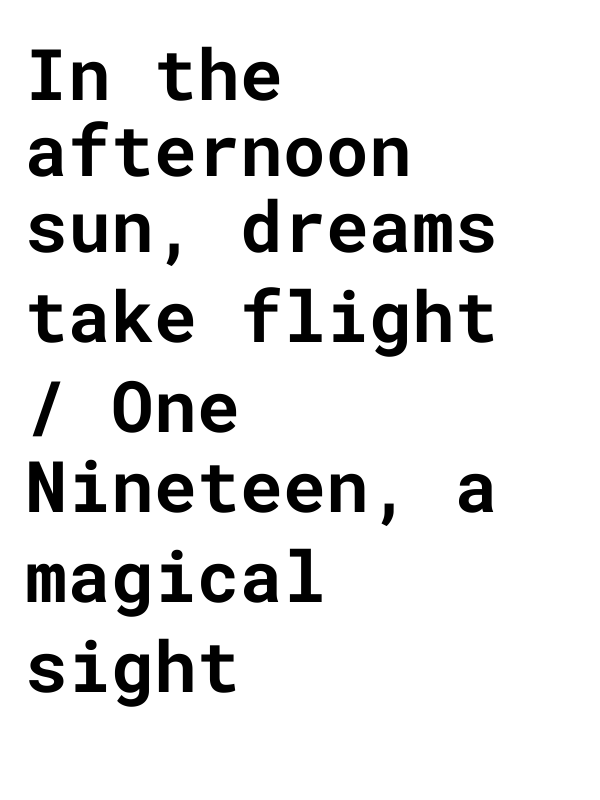 In the
afternoon
sun, dreams
take flight
/ One
Nineteen, a
magical
sight